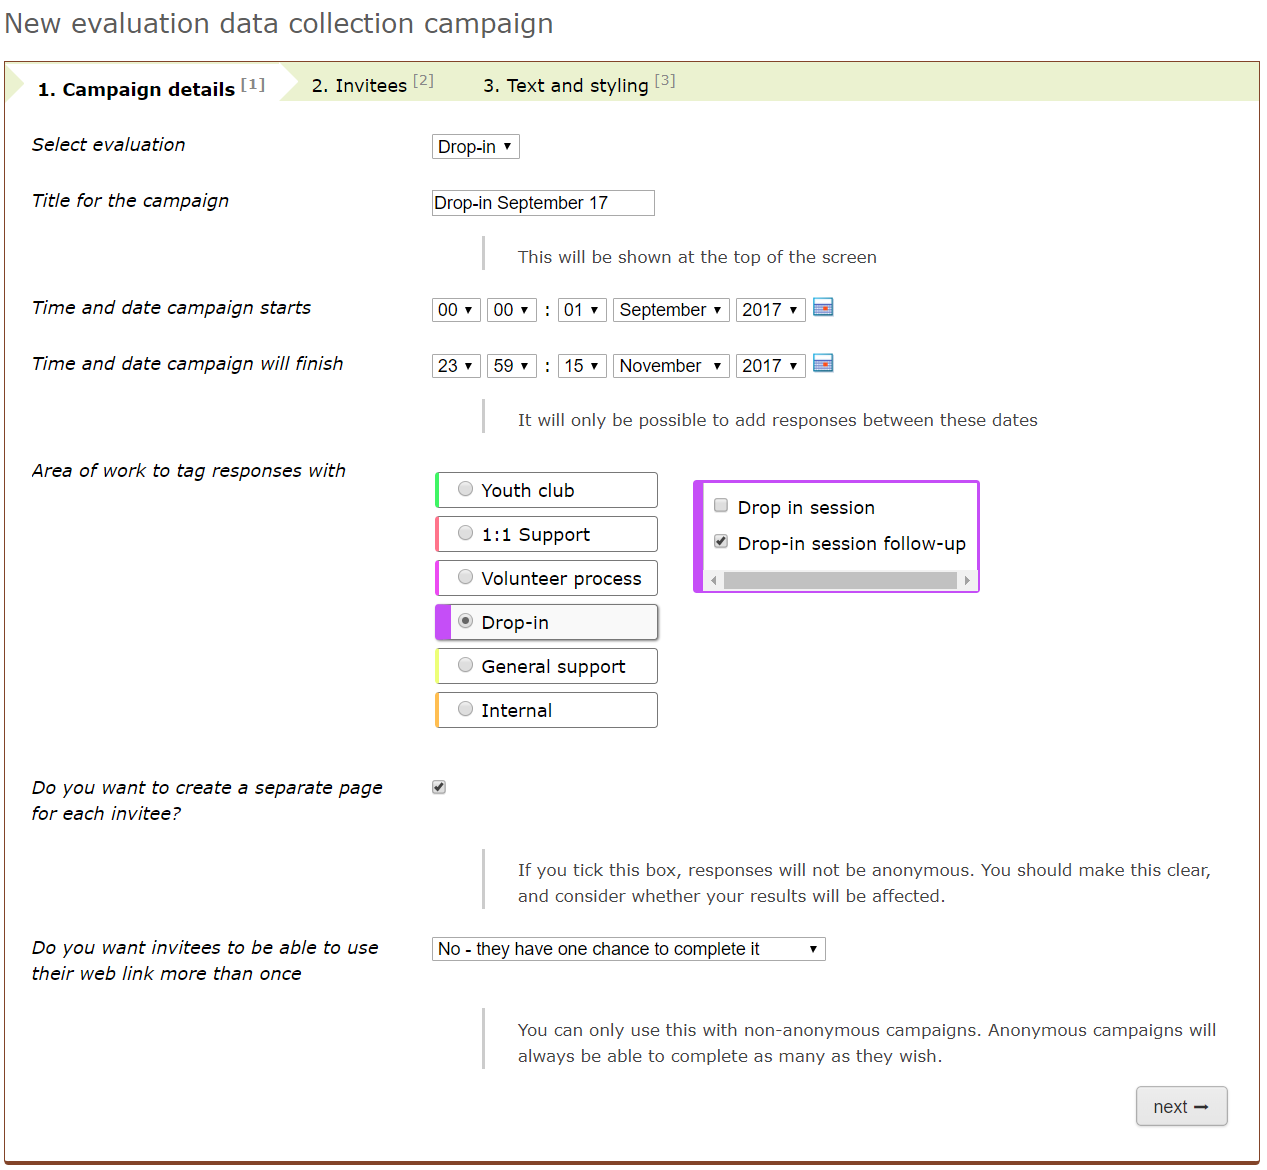 New evaluation data collection campaign
1. Campaign details [1] 2. Invitees [2] 3. Text and styling [3]
Select evaluation Drop-in
Title for the campaign Drop-in September 17
This will be shown at the top of the screen
Time and date campaign starts 00 00 : 01 September 2017
Time and date campaign will finish 23 59 : 15 November 2017
It will only be possible to add responses between these dates
Area of work to tag responses with
Youth club
1:1 Support
Volunteer process
Drop-in
General support
Internal
Drop in session
Drop-in session follow-up
Do you want to create a separate page
for each invitee?
If you tick this box, responses will not be anonymous. You should make this clear,
and consider whether your results will be affected.
Do you want invitees to be able to use
their web link more than once
No - they have one chance to complete it
You can only use this with non-anonymous campaigns. Anonymous campaigns will
always be able to complete as many as they wish.
next →